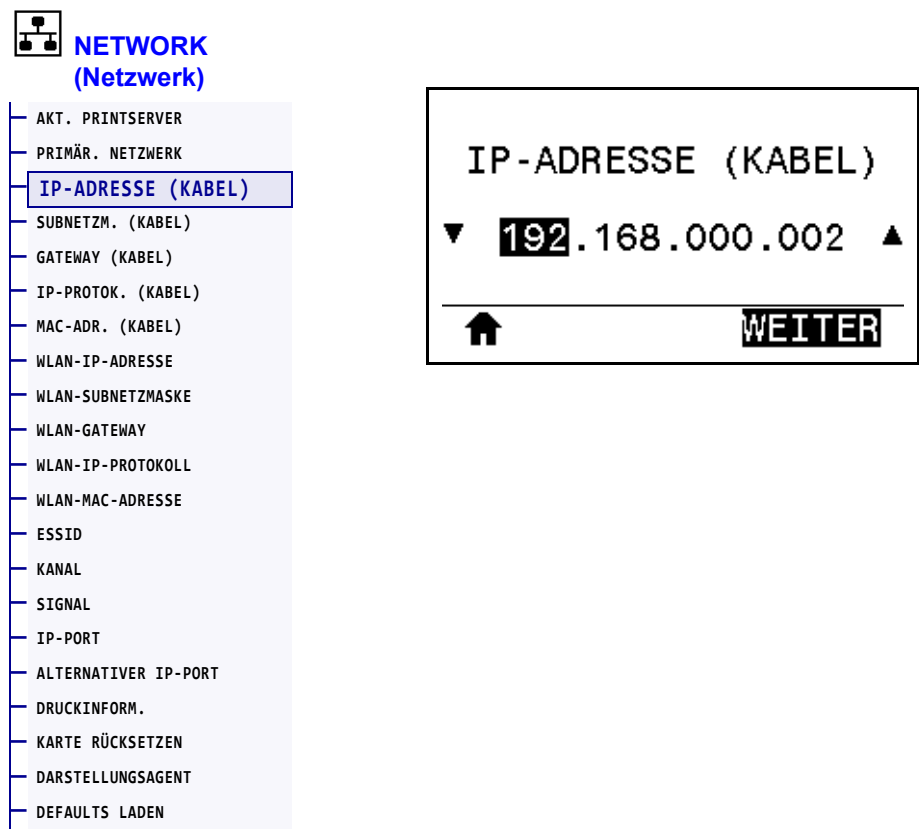 NETWORK
(Netzwerk)
AKT. PRINTSERVER
PRIMÄR. NETZWERK
IP-ADRESSE (KABEL)
SUBNETZM. (KABEL)
GATEWAY (KABEL)
IP-PROTOK. (KABEL)
MAC-ADR. (KABEL)
WLAN-IP-ADRESSE
WLAN-SUBNETZMASKE
WLAN-GATEWAY
WLAN-IP-PROTOKOLL
WLAN-MAC-ADRESSE
ESSID
KANAL
SIGNAL
IP-PORT
ALTERNATIVER IP-PORT
DRUCKINFORM.
KARTE RÜCKSETZEN
DARSTELLUNGSAGENT
DEFAULTS LADEN
IP-ADRESSE (KABEL)
192.168.000.002
WEITER